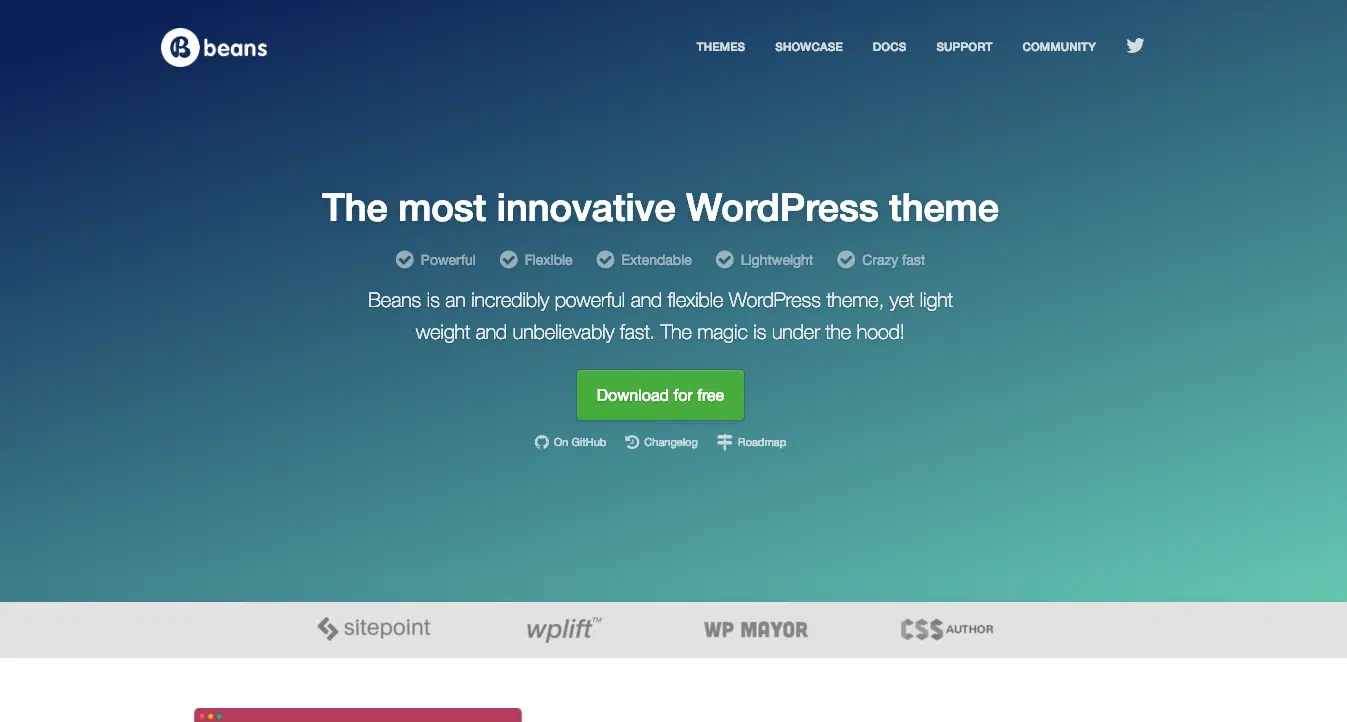 beans
THEMES SHOWCASE DOCS SUPPORT COMMUNITY
The most innovative WordPress theme
Powerful Flexible Extendable Lightweight Crazy fast
Beans is an incredibly powerful and flexible WordPress theme, yet light
weight and unbelievably fast. The magic is under the hood!
Download for free
On GitHub Changelog Roadmap
sitepoint wplift™ WP MAYOR CSS AUTHOR